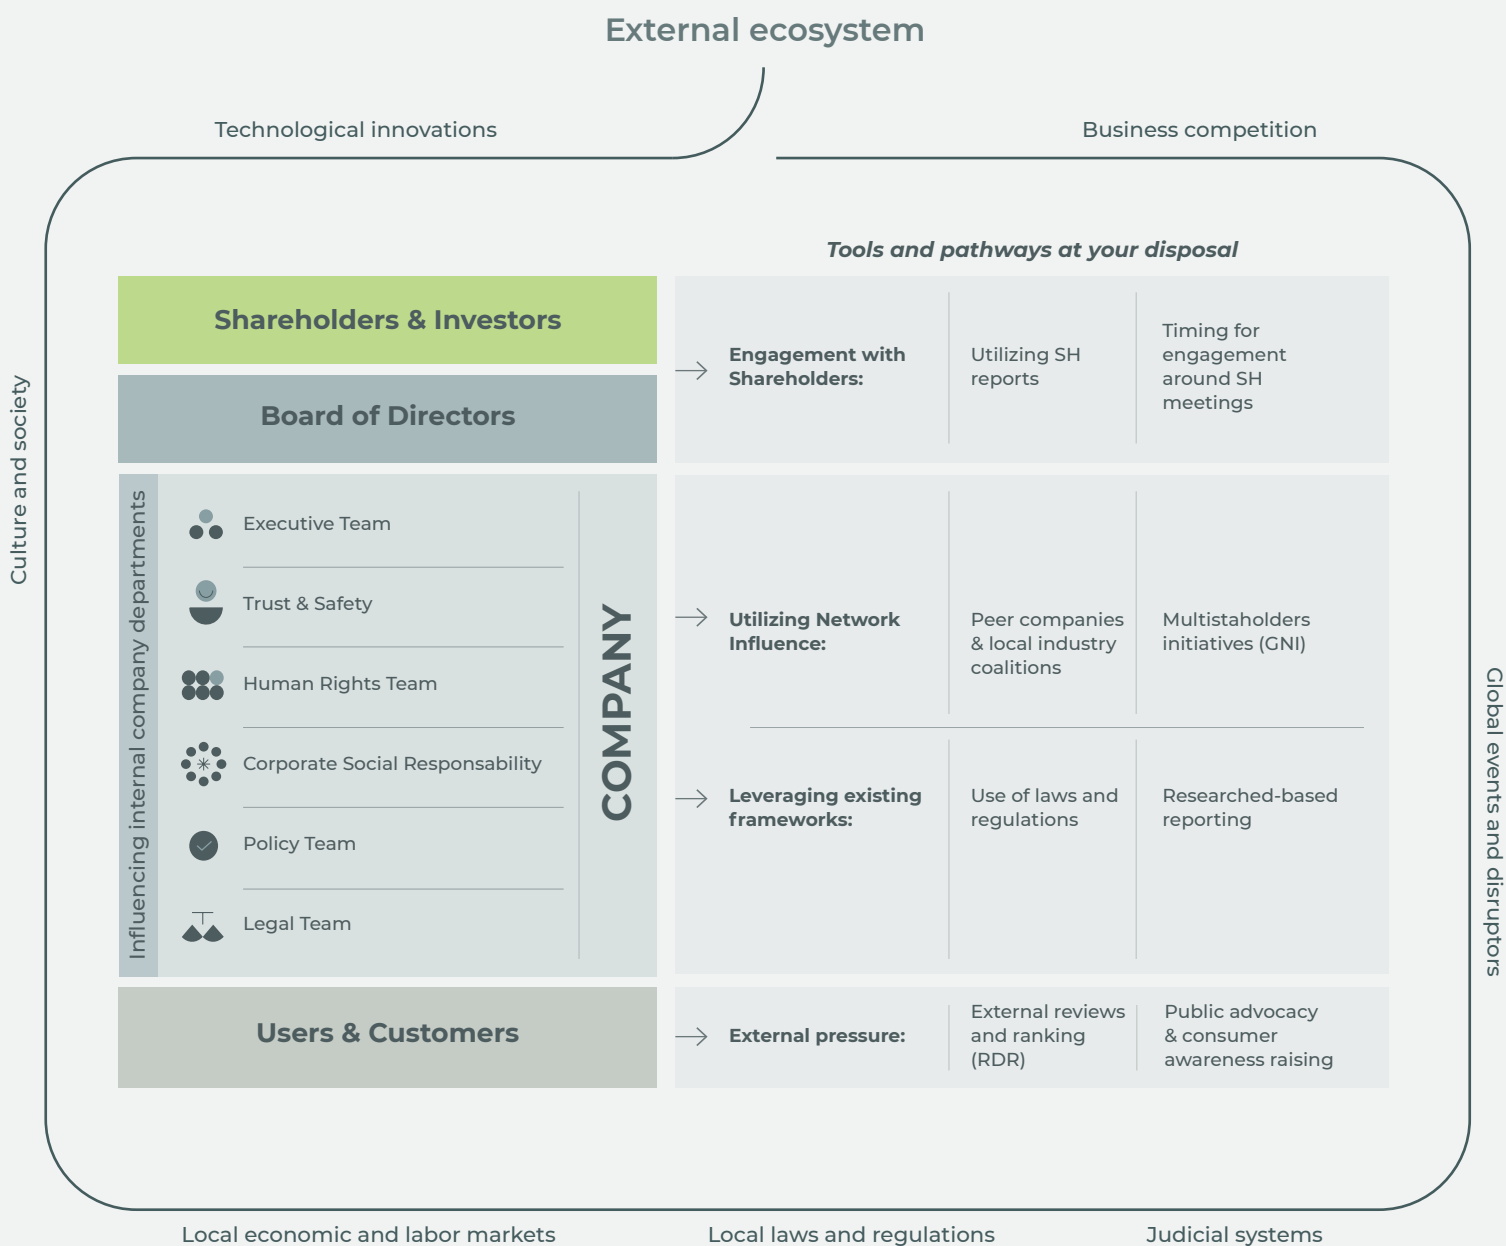 External ecosystem
Technological innovations
Business competition
Culture and society
Tools and pathways at your disposal
Shareholders & Investors
Board of Directors
Engagement with
Shareholders:
Utilizing SH
reports
Timing for
engagement
around SH
meetings
Influencing internal company departments
Executive Team
Trust & Safety
Human Rights Team
Corporate Social Responsability
Policy Team
Legal Team
COMPANY
Utilizing Network
Influence:
Peer companies
& local industry
coalitions
Multistaholders
initiatives (GNI)
Leveraging existing
frameworks:
Use of laws and
regulations
Researched-based
reporting
Users & Customers
External pressure:
External reviews
and ranking
(RDR)
Public advocacy
& consumer
awareness raising
Global events and disruptors
Local economic and labor markets
Local laws and regulations
Judicial systems